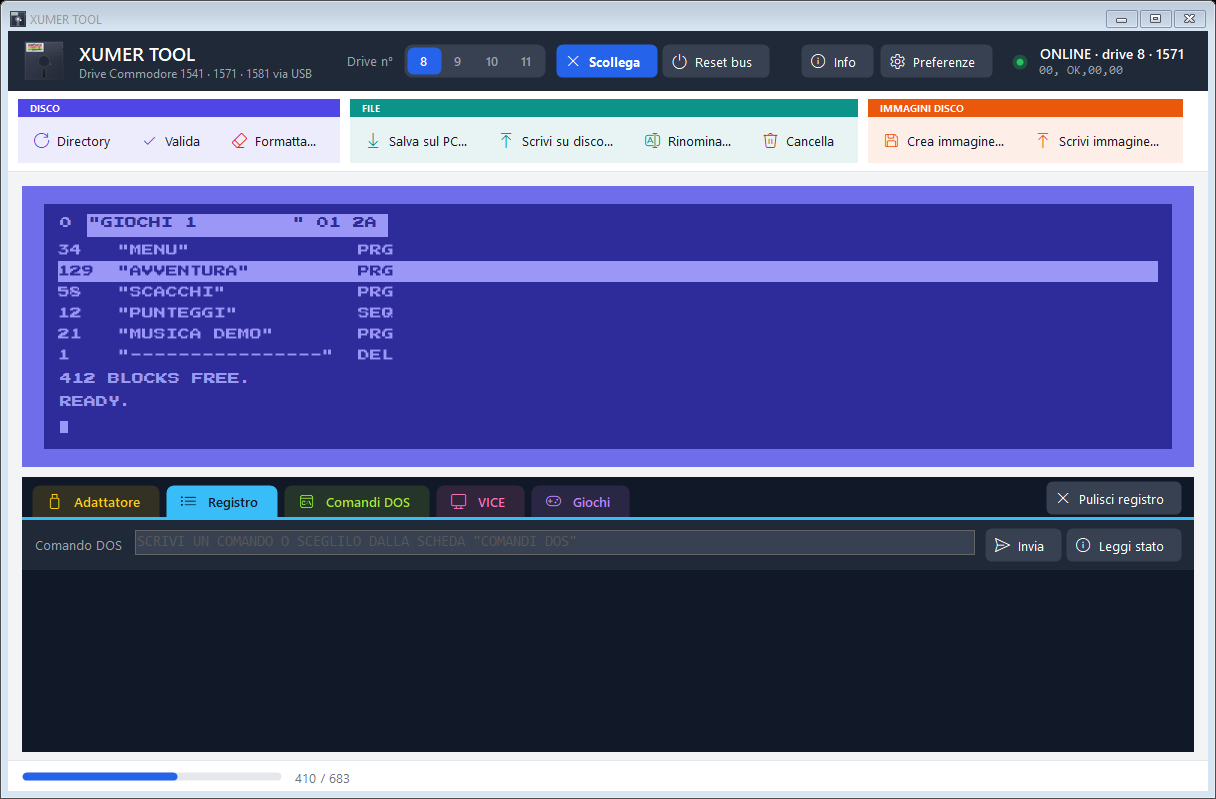 XUMER TOOL
XUMER TOOL
Drive Commodore 1541 · 1571 · 1581 via USB
Drive n° 8 9 10 11 Scollega Reset bus Info Preferenze
ONLINE · drive 8 · 1571
00, OK,00,00
DISCO
Directory Valida Formatta...
FILE
Salva sul PC... Scrivi su disco... Rinomina... Cancella
IMMAGINI DISCO
Crea immagine... Scrivi immagine...
0 "GIOCHI 1 " 01 2A
34 "MENU" PRG
129 "AVVENTURA" PRG
58 "SCACCHI" PRG
12 "PUNTEGGI" SEQ
21 "MUSICA DEMO" PRG
1 "----------------" DEL
412 BLOCKS FREE.
READY.
Adattatore Registro Comandi DOS VICE Giochi Pulisci registro
Comando DOS SCRIVI UN COMANDO O SCEGLILO DALLA SCHEDA "COMANDI DOS" Invia Leggi stato
410 / 683